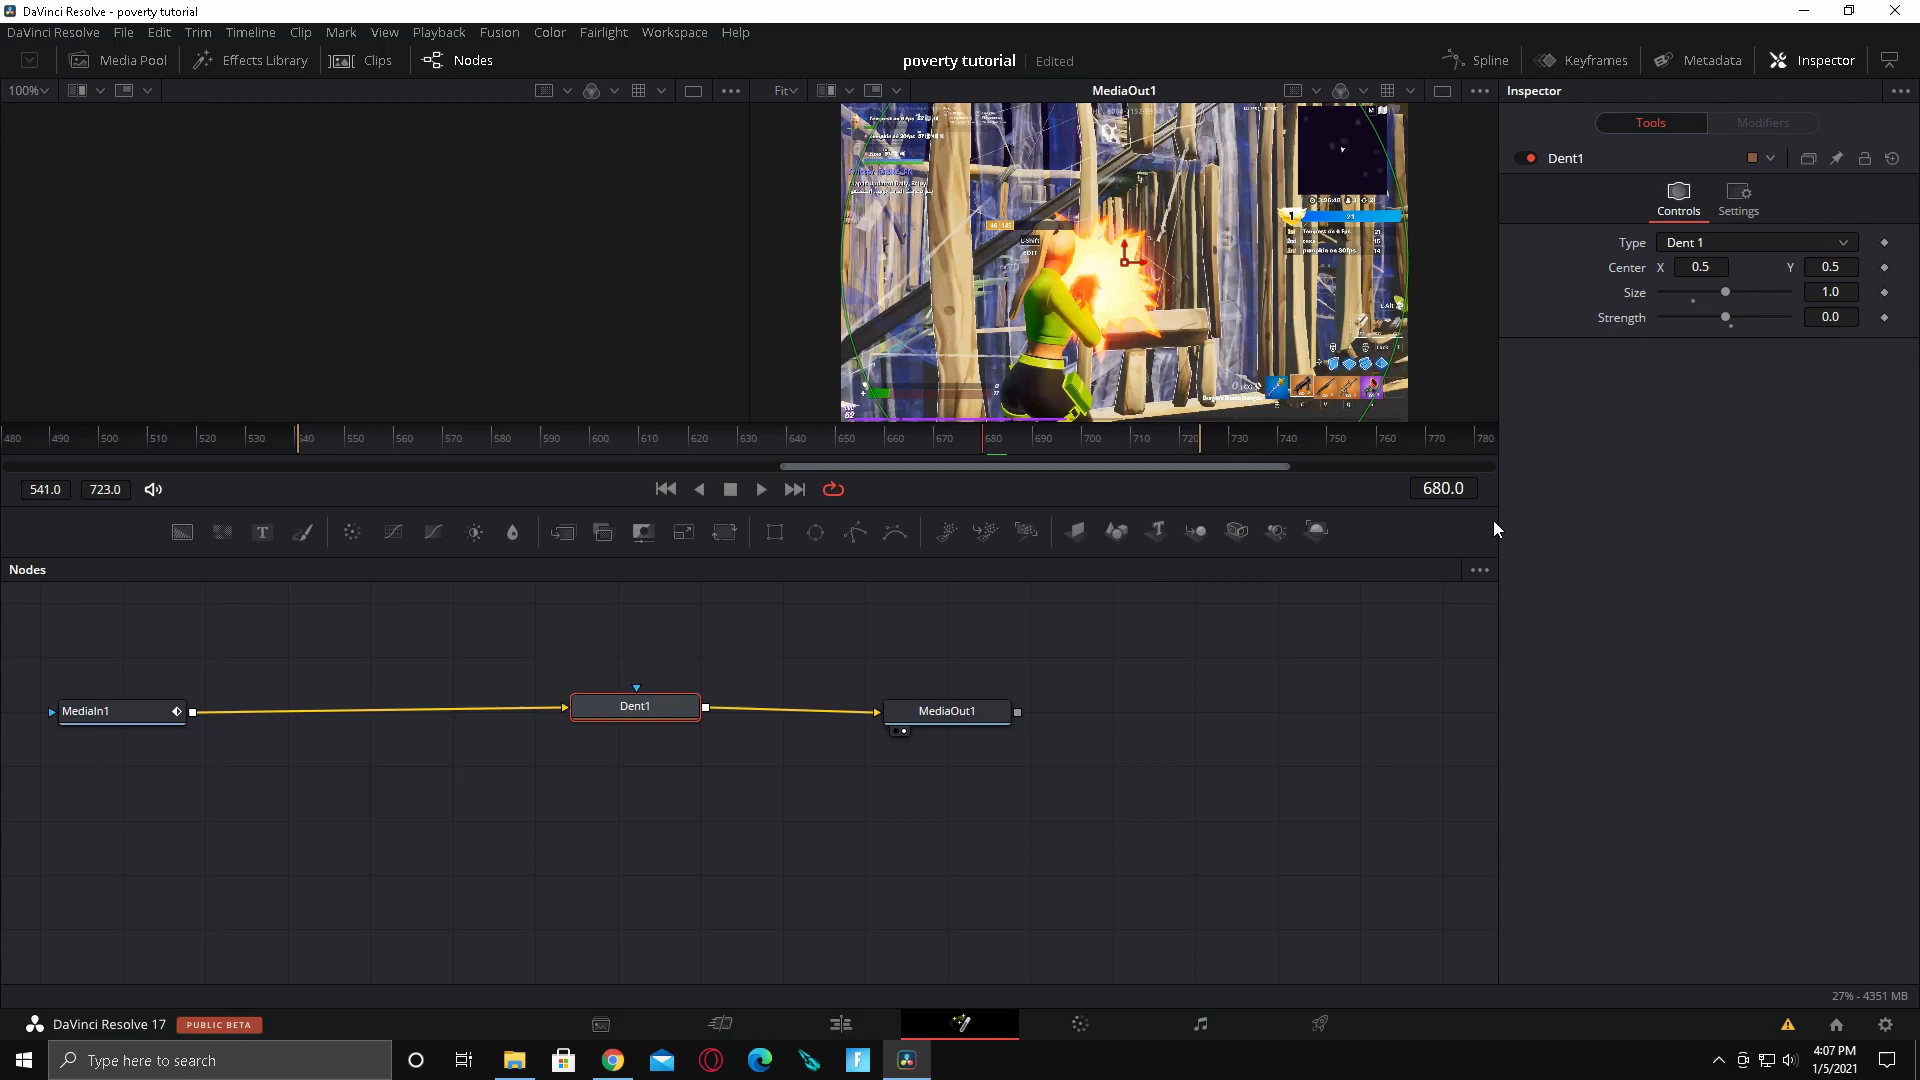 DaVinci Resolve - poverty tutorial
DaVinci Resolve File Edit Trim Timeline Clip Mark View Playback Fusion Color Fairlight Workspace Help
Media Pool Effects Library Clips Nodes poverty tutorial Edited Spline Keyframes Metadata Inspector
100% Fit MediaOut1 Inspector
Tools Modifiers
Dent1
Controls Settings
Type Dent 1
Center X 0.5 Y 0.5
Size 1.0
Strength 0.0
L-Shift
EDIT
1 21
L.Alt
62
480 490 500 510 520 530 540 550 560 570 580 590 600 610 620 630 640 650 660 670 680 690 700 710 720 730 740 750 760 770 780
541.0 723.0 680.0
Nodes
MediaIn1 Dent1 MediaOut1
27% - 4351 MB
DaVinci Resolve 17 PUBLIC BETA
Type here to search
4:07 PM
1/5/2021